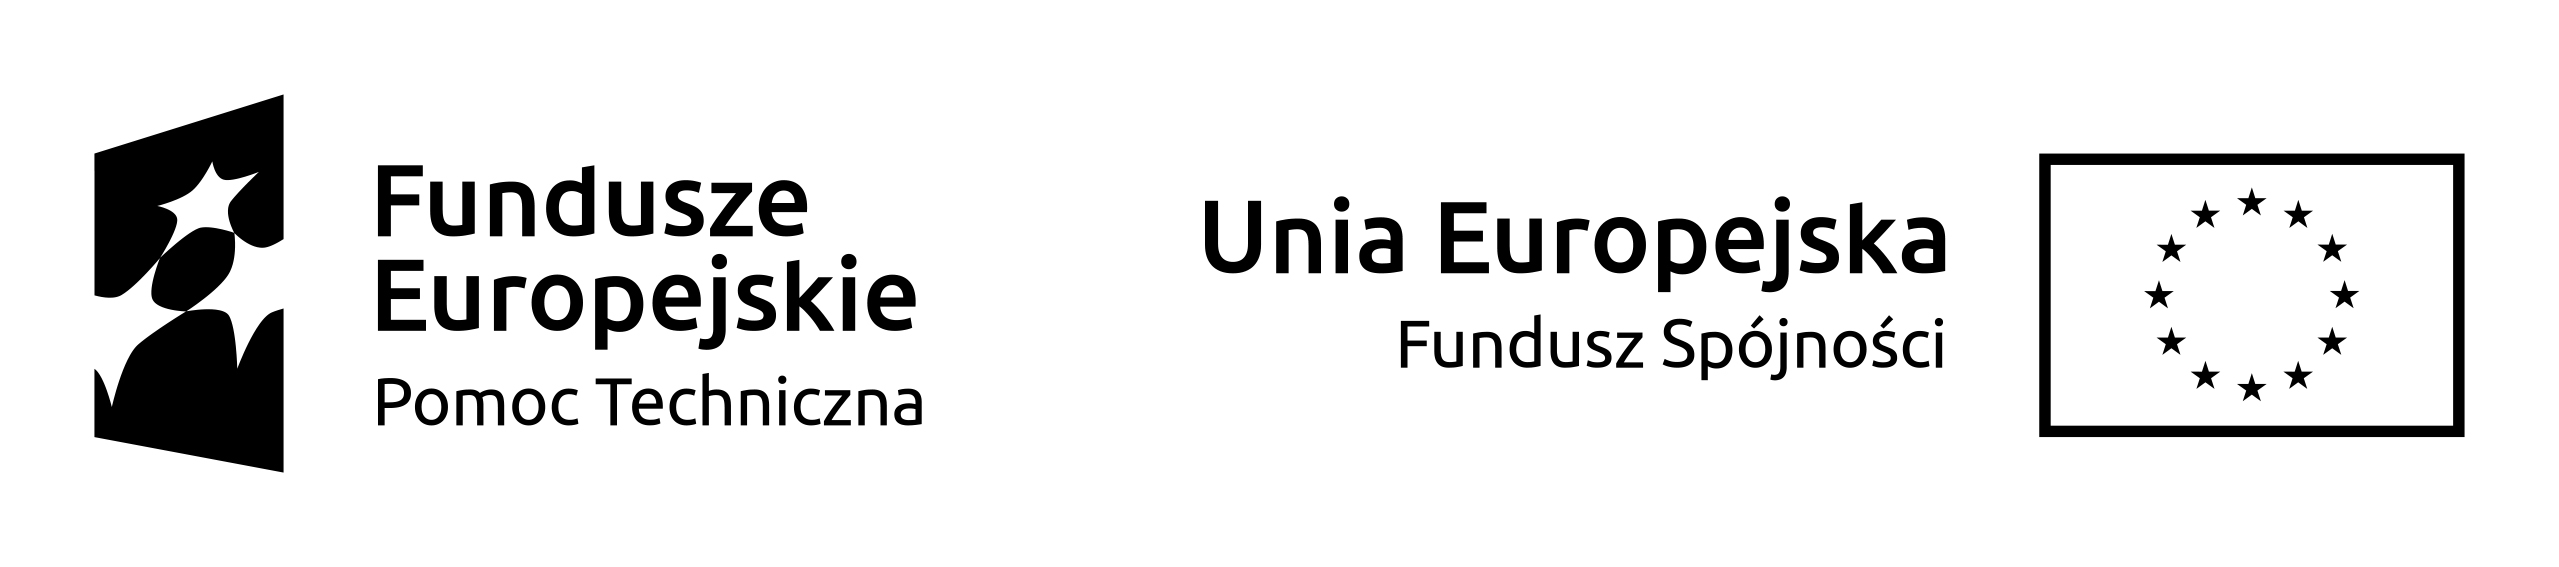 Fundusze
Europejskie
Pomoc Techniczna
Unia Europejska
Fundusz Spójności